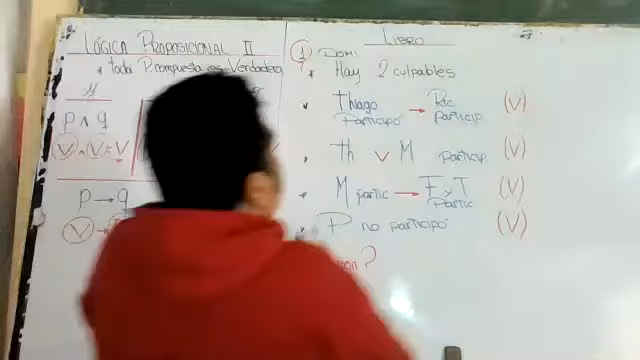 LÓGICA PROPOSICIONAL II
* toda P. compuesta es Verdadera
y
p ∧ q
V ∧ V = V
p → q
V →
LIBRO
1 DOM:
* Hay 2 culpables
* Thiago participó → Ric particip. (V)
* Th v M particip. (V)
* M partic → F y T partic (V)
* P no participó (V)
?